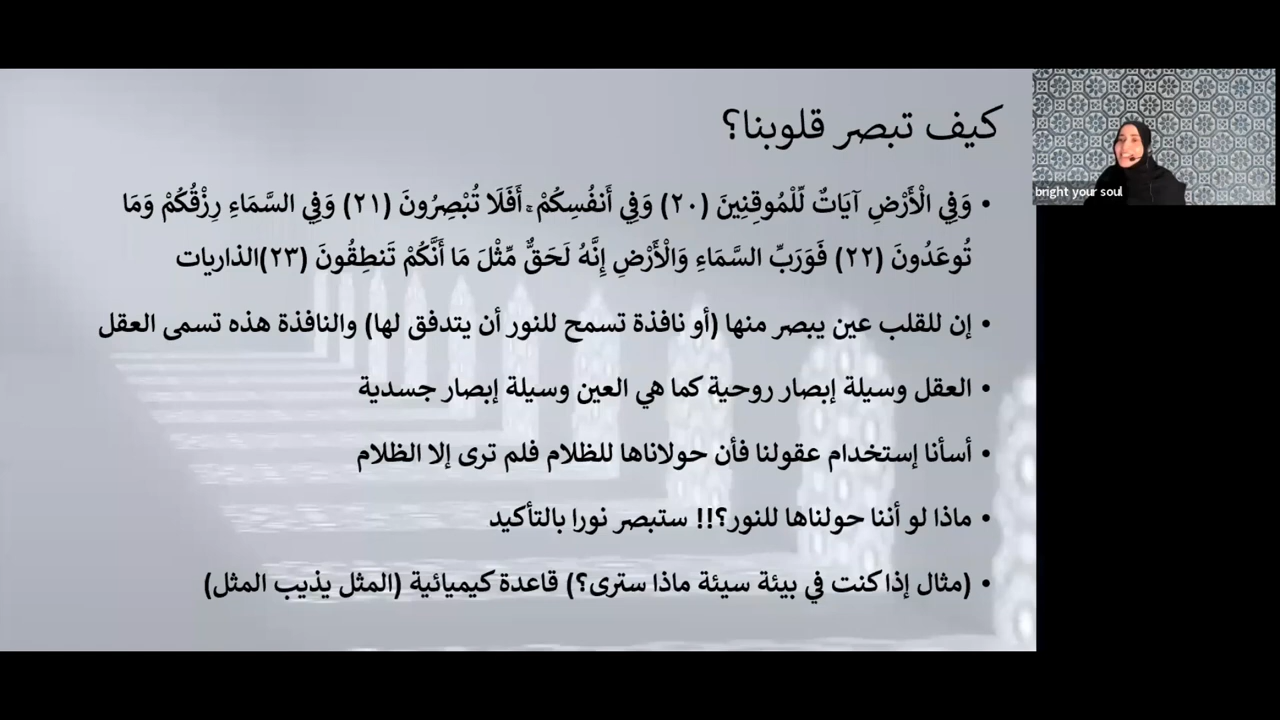 كيف تبصر قلوبنا؟
• وَفِي الْأَرْضِ آيَاتٌ لِّلْمُوقِنِينَ (٢٠) وَفِي أَنفُسِكُمْ ۚ أَفَلَا تُبْصِرُونَ (٢١) وَفِي السَّمَاءِ رِزْقُكُمْ وَمَا
تُوعَدُونَ (٢٢) فَوَرَبِّ السَّمَاءِ وَالْأَرْضِ إِنَّهُ لَحَقٌّ مِّثْلَ مَا أَنَّكُمْ تَنطِقُونَ (٢٣)الذاريات
• إن للقلب عين يبصر منها (أو نافذة تسمح للنور أن يتدفق لها) والنافذة هذه تسمى العقل
• العقل وسيلة إبصار روحية كما هي العين وسيلة إبصار جسدية
• أسأنا إستخدام عقولنا فأن حولاناها للظلام فلم ترى إلا الظلام
• ماذا لو أننا حولناها للنور؟!! ستبصر نورا بالتأكيد
• (مثال إذا كنت في بيئة سيئة ماذا سترى؟) قاعدة كيميائية (المثل يذيب المثل)
bright your soul